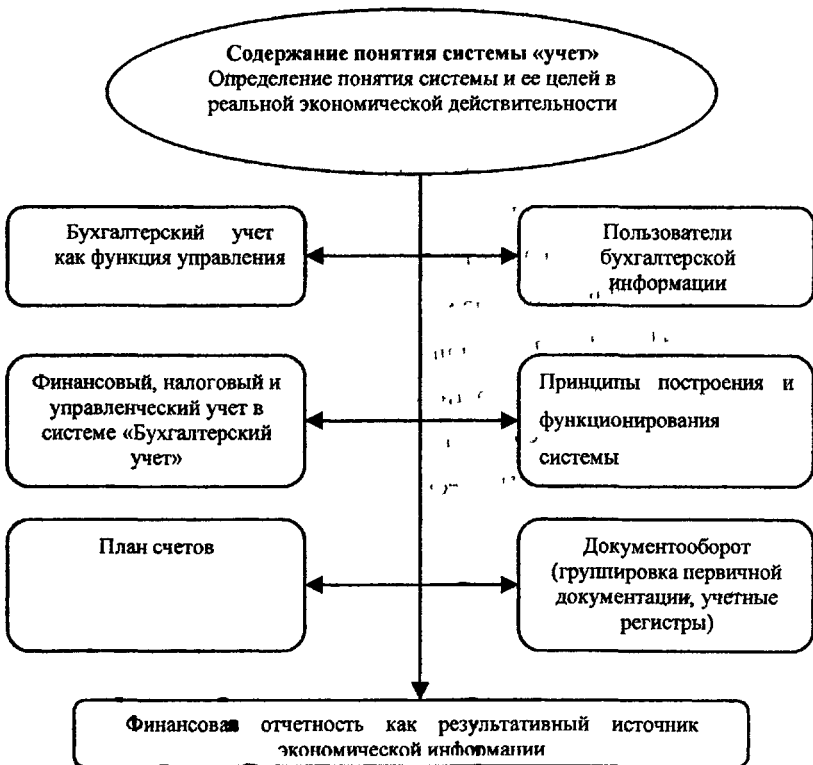 Содержание понятия системы «учет»
Определение понятия системы и ее целей в
реальной экономической действительности
Бухгалтерский учет
как функция управления
Пользователи
бухгалтерской
информации
Финансовый, налоговый и
управленческий учет в
системе «Бухгалтерский
учет»
Принципы построения и
функционирования
системы
План счетов
Документооборот
(группировка первичной
документации, учетные
регистры)
Финансовая отчетность как результативный источник
экономической информации